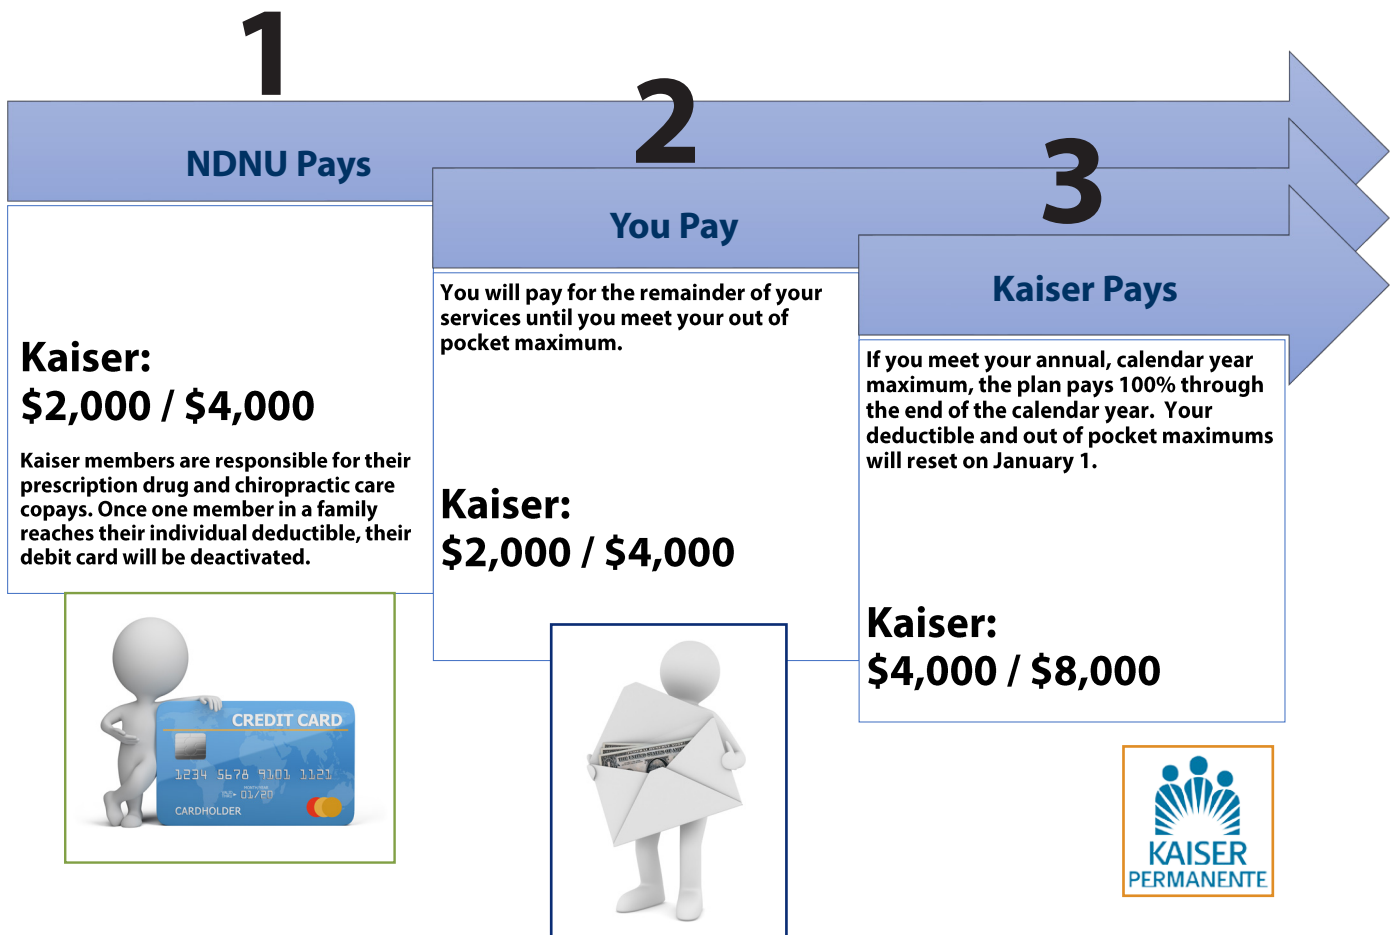 1
NDNU Pays
Kaiser:
$2,000 / $4,000
Kaiser members are responsible for their
prescription drug and chiropractic care
copays. Once one member in a family
reaches their individual deductible, their
debit card will be deactivated.
CREDIT CARD
1234 5678 9101 1121
01/20
CARDHOLDER
2
You Pay
You will pay for the remainder of your
services until you meet your out of
pocket maximum.
Kaiser:
$2,000 / $4,000
3
Kaiser Pays
If you meet your annual, calendar year
maximum, the plan pays 100% through
the end of the calendar year.  Your
deductible and out of pocket maximums
will reset on January 1.
Kaiser:
$4,000 / $8,000
KAISER
PERMANENTE